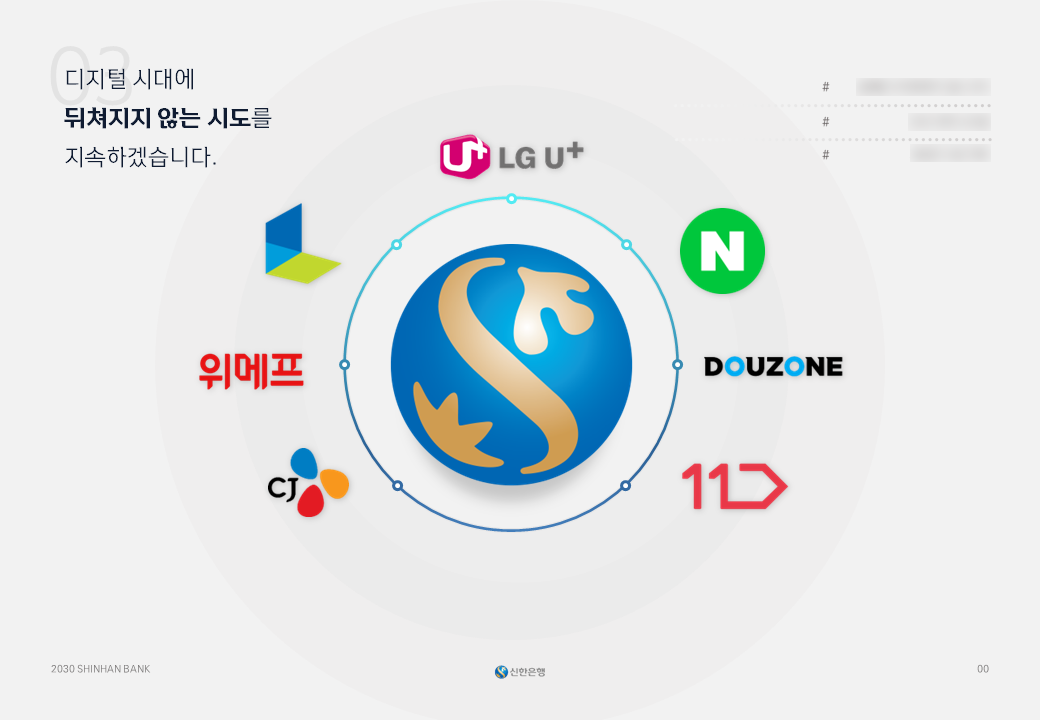 03
디지털 시대에
뒤쳐지지 않는 시도를
지속하겠습니다.
#
#
#
U+ LG U+
N
위메프
DOUZONE
CJ
11
2030 SHINHAN BANK
신한은행
00